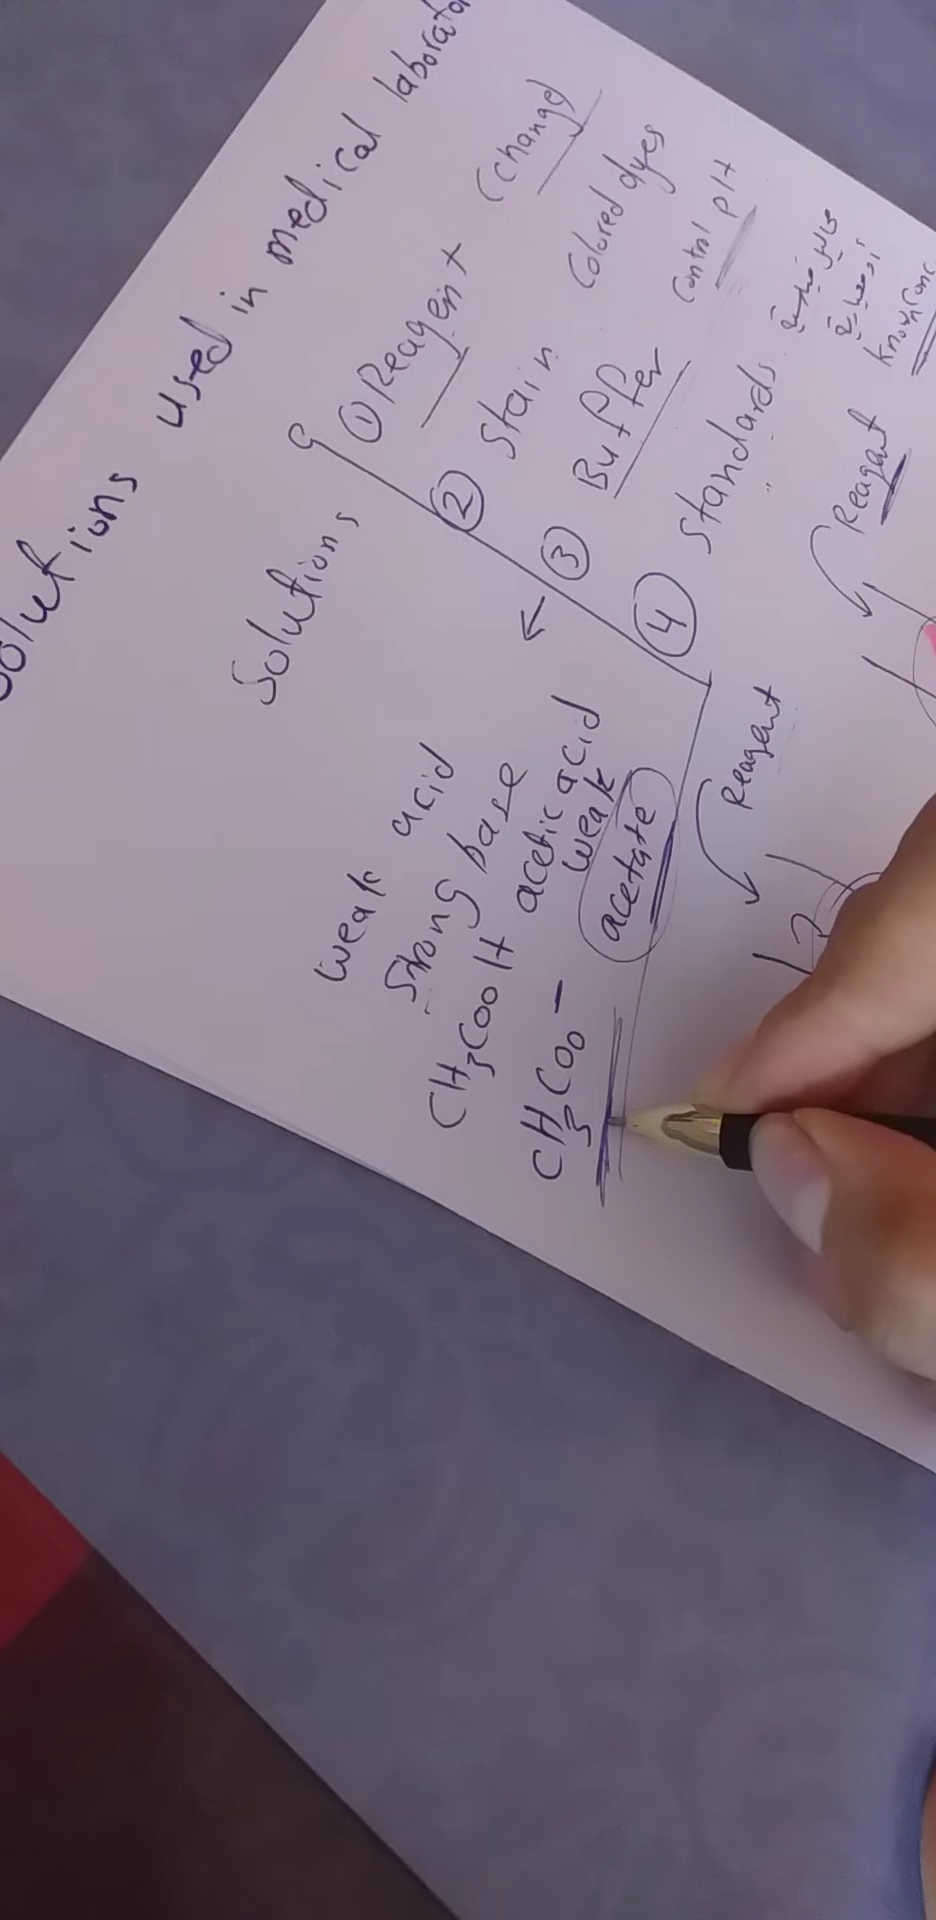 Solutions used in medical laborator
Solutions
① Reagent (change)
② Stain Colored dyes
③ Buffer Control pH
④ Standards
known Conc
weak acid
Strong base
CH3COOH acetic acid
weak
CH3COO- acetate
Reagent
Reagent